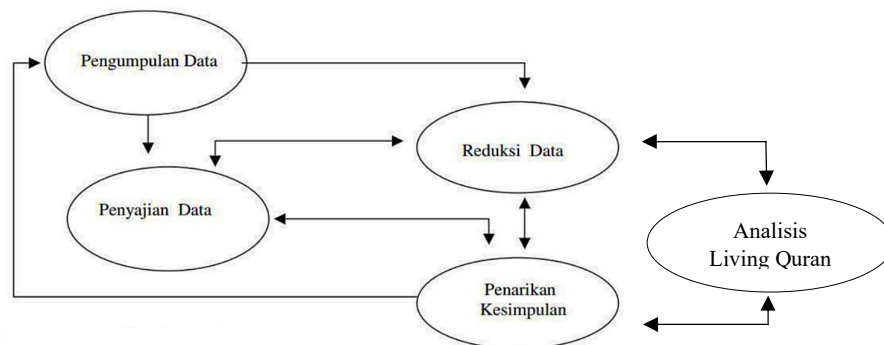 Pengumpulan Data
Reduksi Data
Penyajian Data
Analisis
Living Quran
Penarikan
Kesimpulan